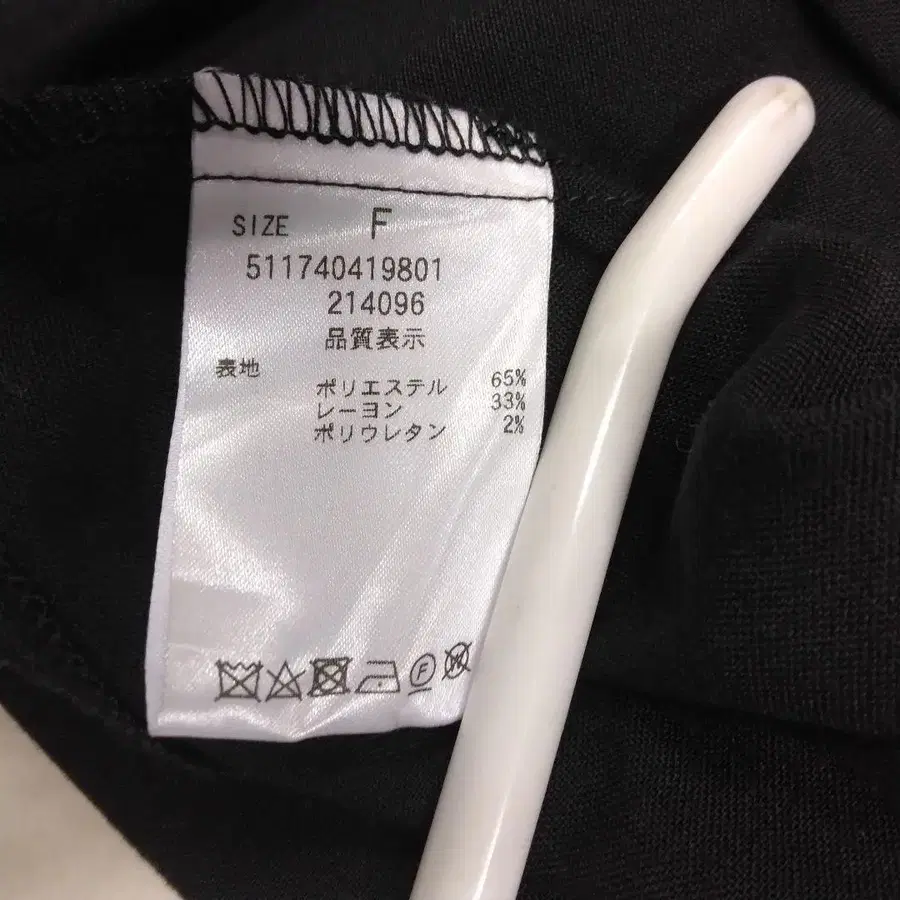 SIZE F
511740419801
214096
品質表示
表地
ポリエステル 65%
レーヨン 33%
ポリウレタン 2%
F W